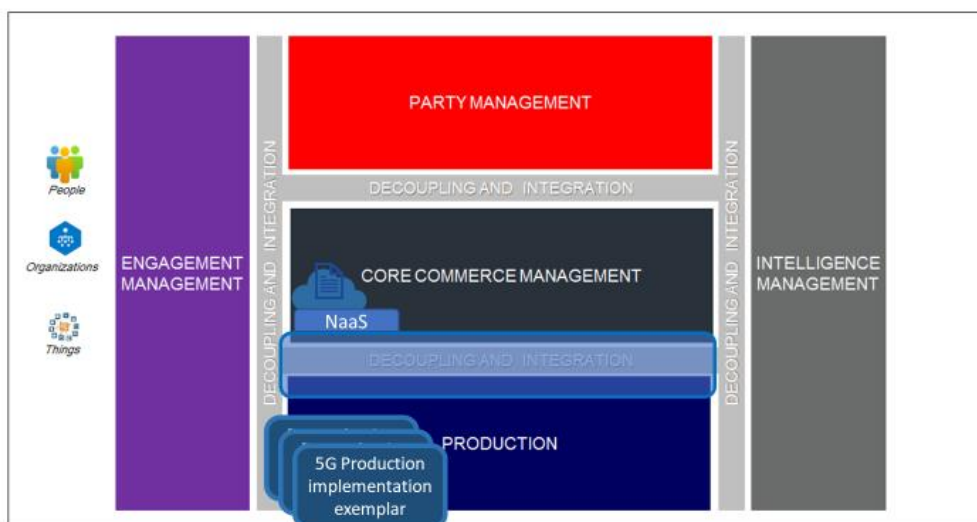 PARTY MANAGEMENT
People
Organizations
Things
ENGAGEMENT
MANAGEMENT
DECOUPLING AND INTEGRATION
DECOUPLING AND INTEGRATION
CORE COMMERCE MANAGEMENT
NaaS
DECOUPLING AND INTEGRATION
PRODUCTION
5G Production
implementation
exemplar
DECOUPLING AND INTEGRATION
INTELLIGENCE
MANAGEMENT